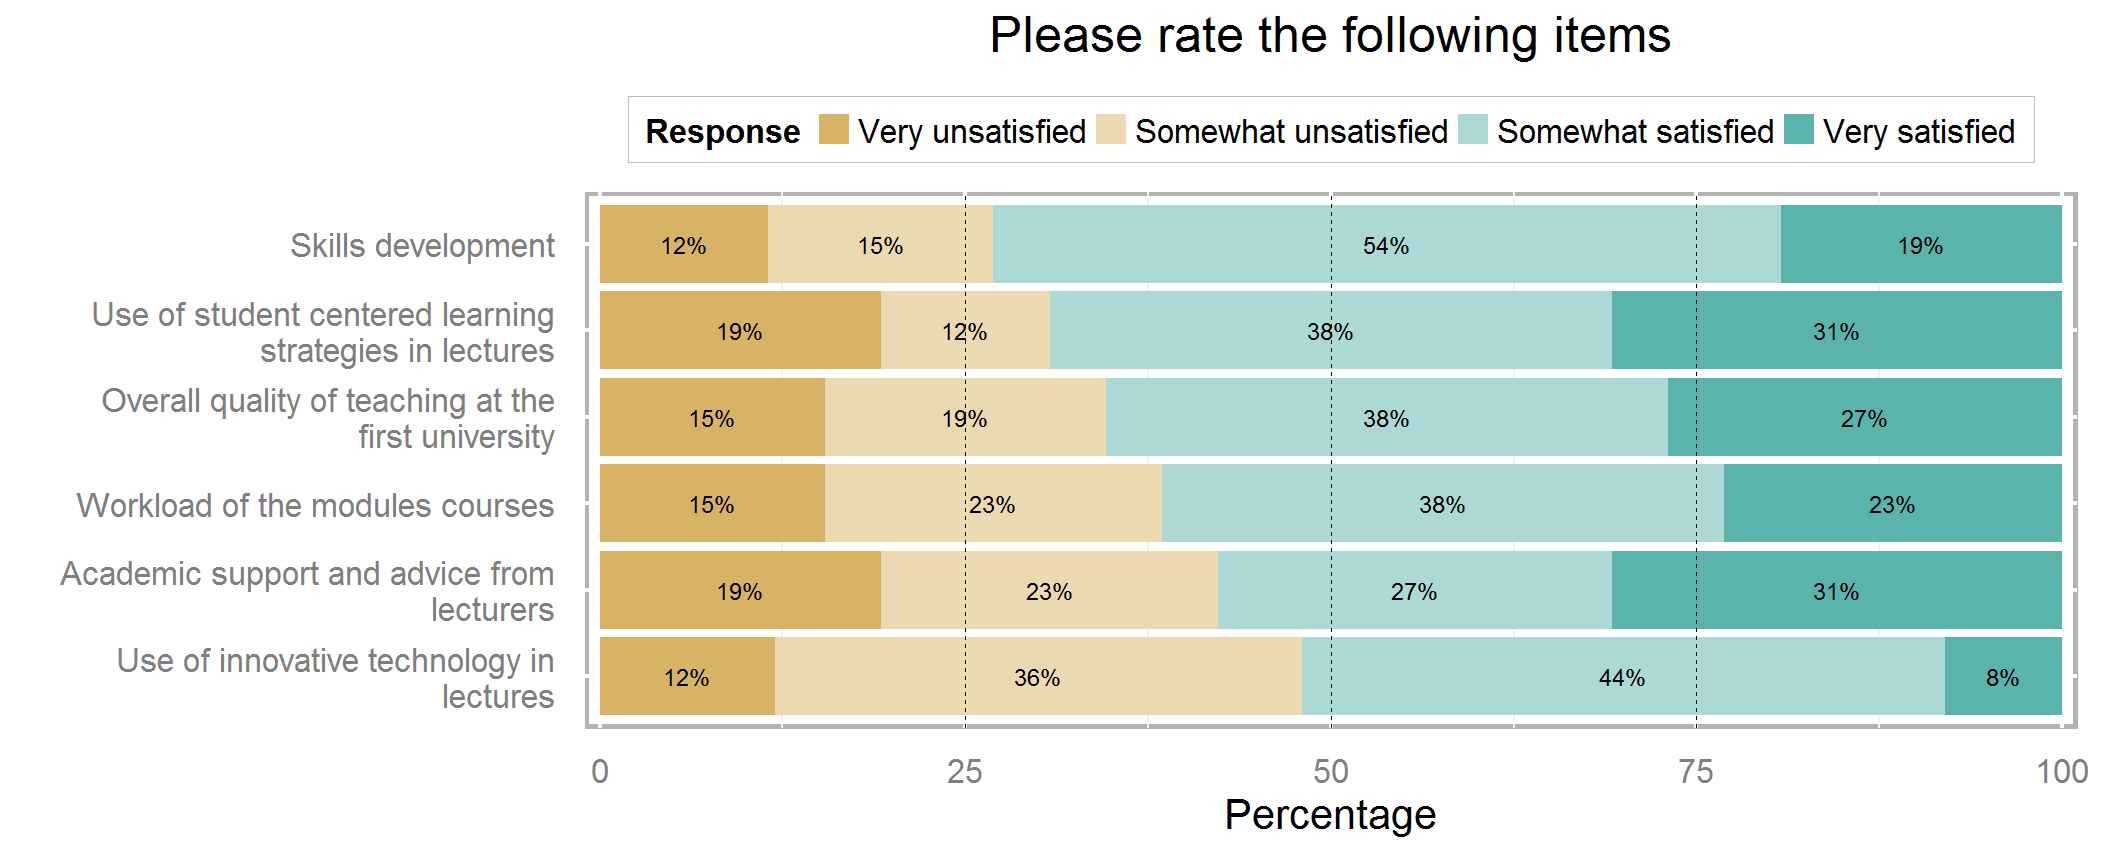 Please rate the following items
Response Very unsatisfied Somewhat unsatisfied Somewhat satisfied Very satisfied
Skills development
12% 15% 54% 19%
Use of student centered learning
strategies in lectures
19% 12% 38% 31%
Overall quality of teaching at the
first university
15% 19% 38% 27%
Workload of the modules courses
15% 23% 38% 23%
Academic support and advice from
lecturers
19% 23% 27% 31%
Use of innovative technology in
lectures
12% 36% 44% 8%
0 25 50 75 100
Percentage